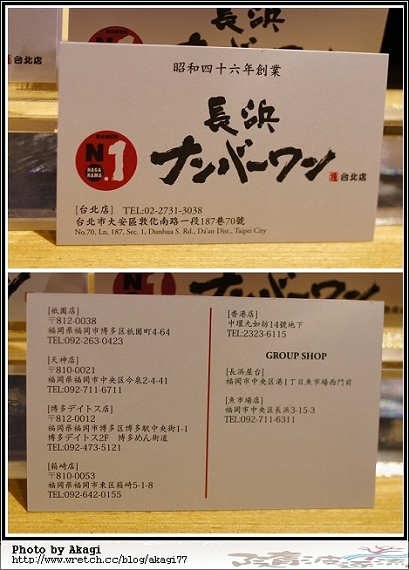 昭和四十六年創業
長浜
ナンバーワン
NO.1
NAGA
HAMA
台北店
[台北店] TEL:02-2731-3038
台北市大安區敦化南路一段187巷70號
No.70, Ln. 187, Sec. 1, Dunhua S. Rd., Da'an Dist., Taipei City
[祇園店]
〒812-0038
福岡県福岡市博多区祇園町4-64
TEL:092-263-0423
[天神店]
〒810-0021
福岡県福岡市中央区今泉2-4-41
TEL:092-711-6711
[博多デイトス店]
〒812-0012
福岡県福岡市博多区博多駅中央街1-1
博多デイトス2F 博多めん街道
TEL:092-473-5121
[箱崎店]
〒810-0053
福岡県福岡市東区箱崎5-1-8
TEL:092-642-0155
[香港店]
中環九如坊14號地下
TEL:2323-6115
GROUP SHOP
[長浜屋台]
福岡市中央区港1丁目魚市場西門前
[魚市場店]
福岡市中央区長浜3-15-3
TEL:092-711-6311
Photo by Akagi
http://www.wretch.cc/blog/akagi77